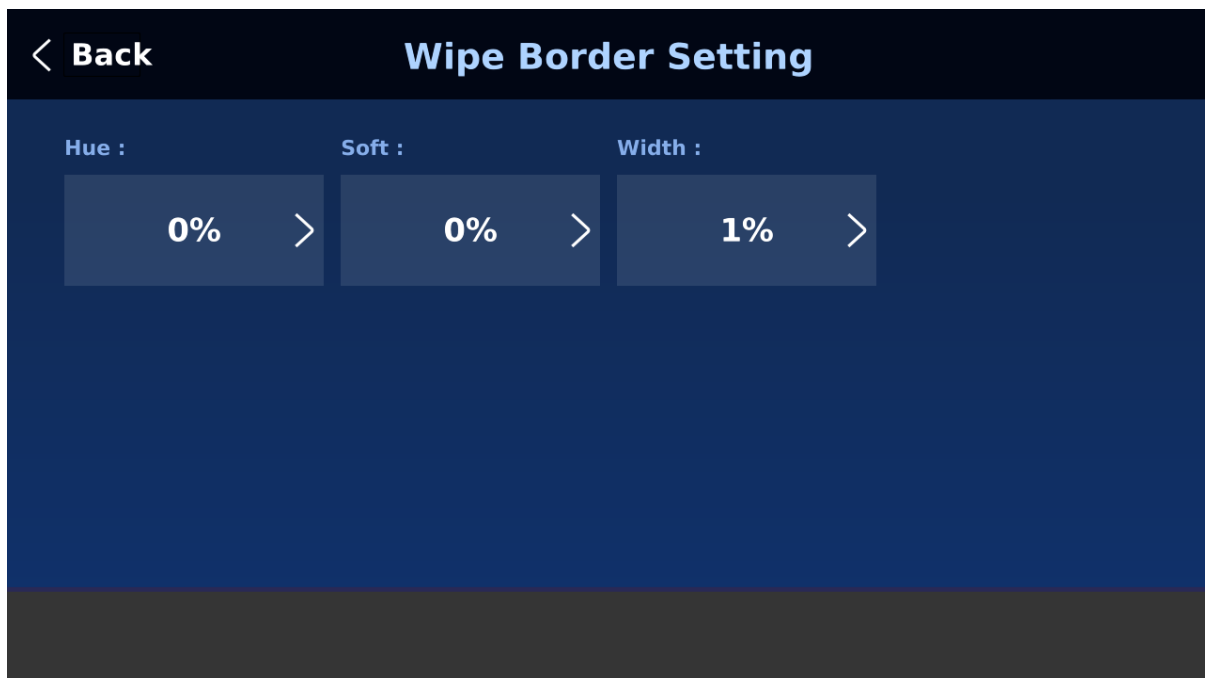 Back
Wipe Border Setting
Hue :
Soft :
Width :
0%
0%
1%